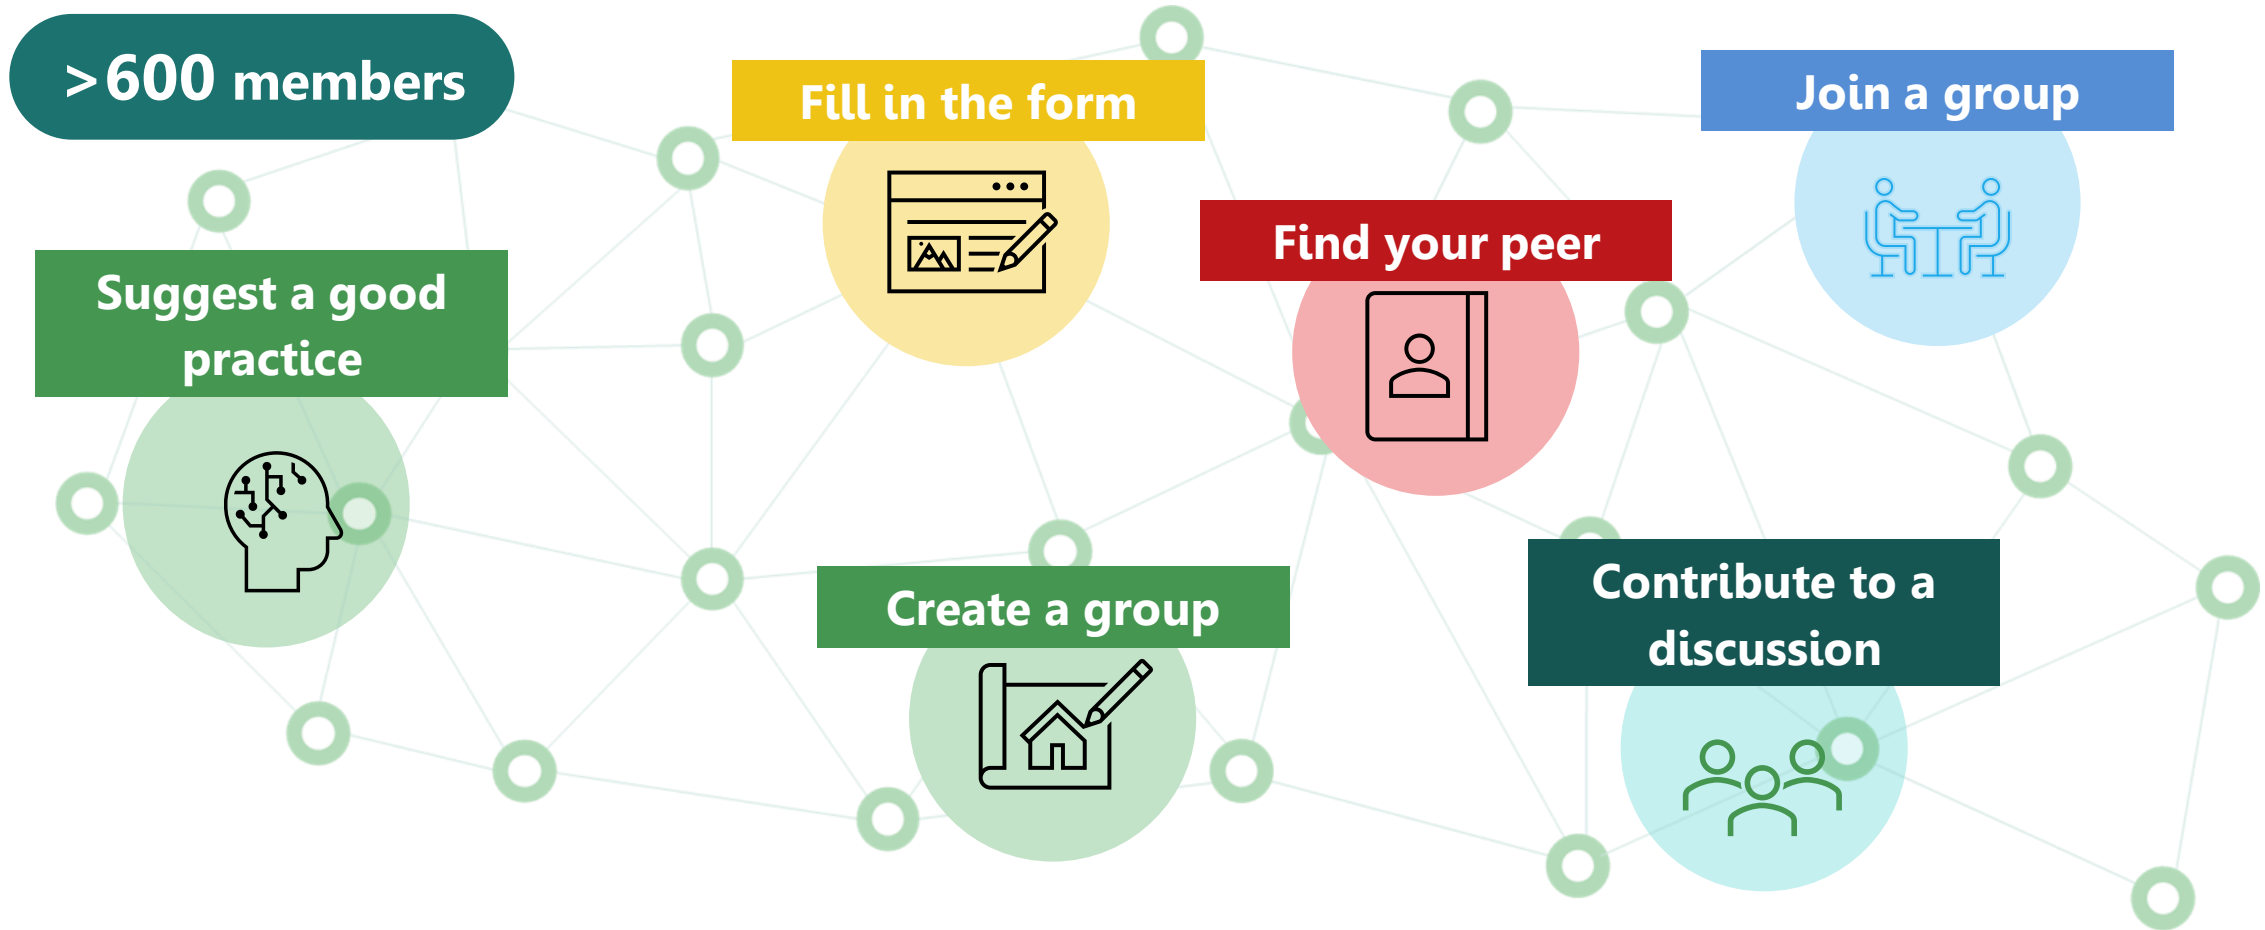 >600 members
Fill in the form
Join a group
Find your peer
Suggest a good
practice
Create a group
Contribute to a
discussion